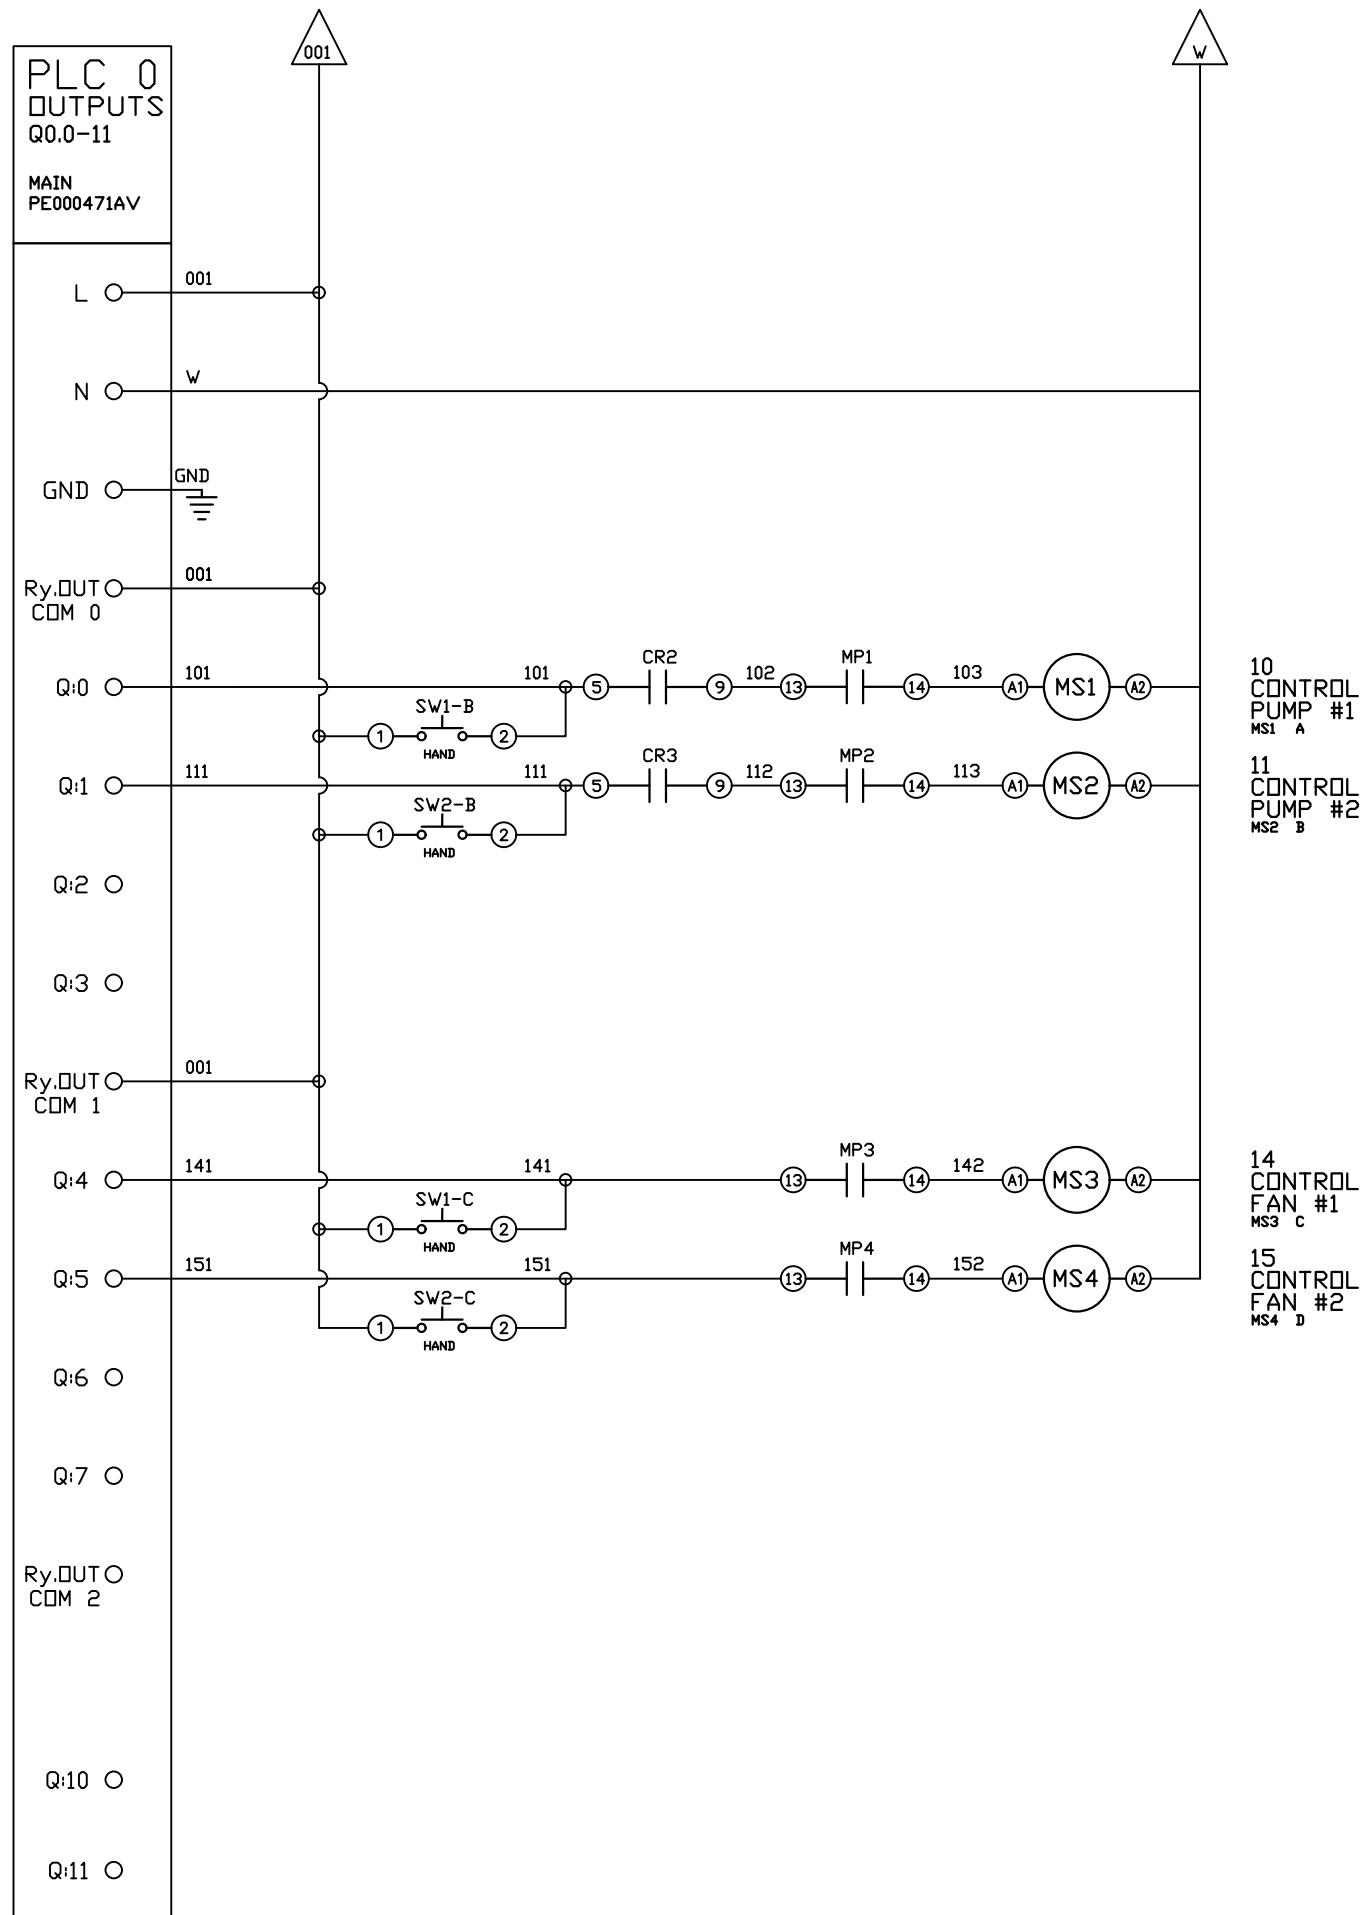 001
W
PLC 0
OUTPUTS
Q0.0-11
MAIN
PE000471AV
L
001
N
W
GND
GND
Ry.OUT
COM 0
001
Q:0
101
101
5
CR2
9
102
13
MP1
14
103
A1
MS1
A2
10
CONTROL
PUMP #1
MS1 A
SW1-B
1
2
HAND
Q:1
111
111
5
CR3
9
112
13
MP2
14
113
A1
MS2
A2
11
CONTROL
PUMP #2
MS2 B
SW2-B
1
2
HAND
Q:2
Q:3
Ry.OUT
COM 1
001
Q:4
141
141
13
MP3
14
142
A1
MS3
A2
14
CONTROL
FAN #1
MS3 C
SW1-C
1
2
HAND
Q:5
151
151
13
MP4
14
152
A1
MS4
A2
15
CONTROL
FAN #2
MS4 D
SW2-C
1
2
HAND
Q:6
Q:7
Ry.OUT
COM 2
Q:10
Q:11